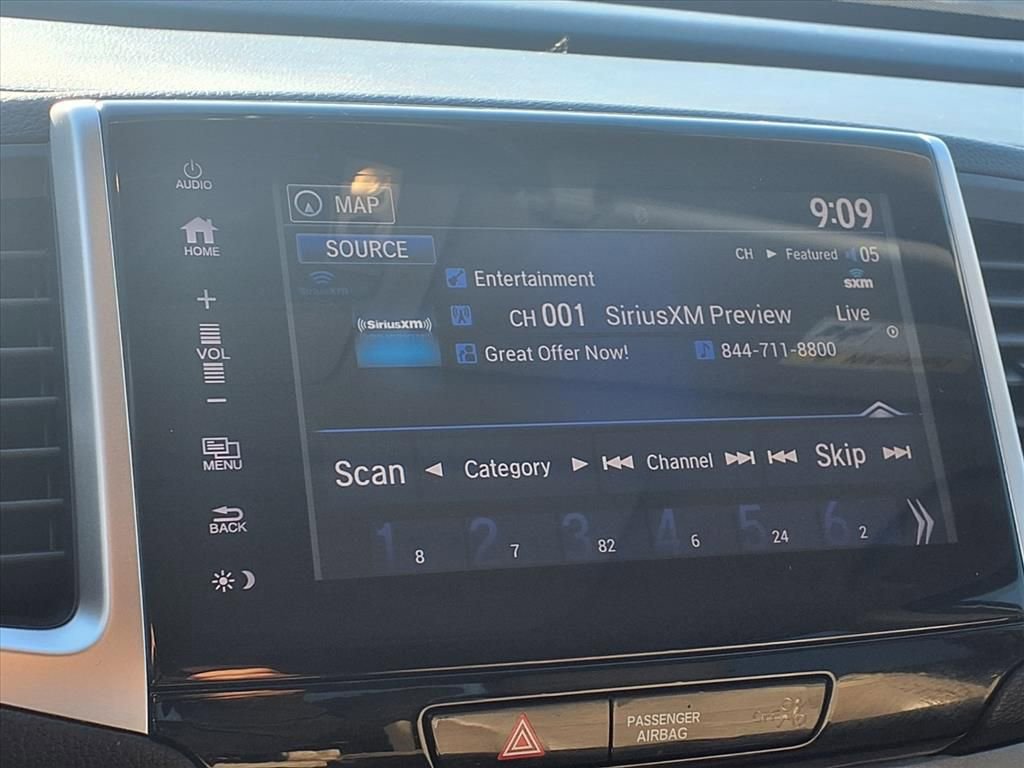 AUDIO
HOME
+
VOL
−
MENU
BACK
MAP
9:09
SOURCE
CH ▶ Featured 05
sxm
Entertainment
((SiriusXM))
CH 001 SiriusXM Preview Live
Great Offer Now! 844-711-8800
Scan ◀ Category ▶ ⏮ Channel ⏭ ⏮ Skip ⏭
1 8 2 7 3 82 4 6 5 24 6 2
PASSENGER
AIRBAG